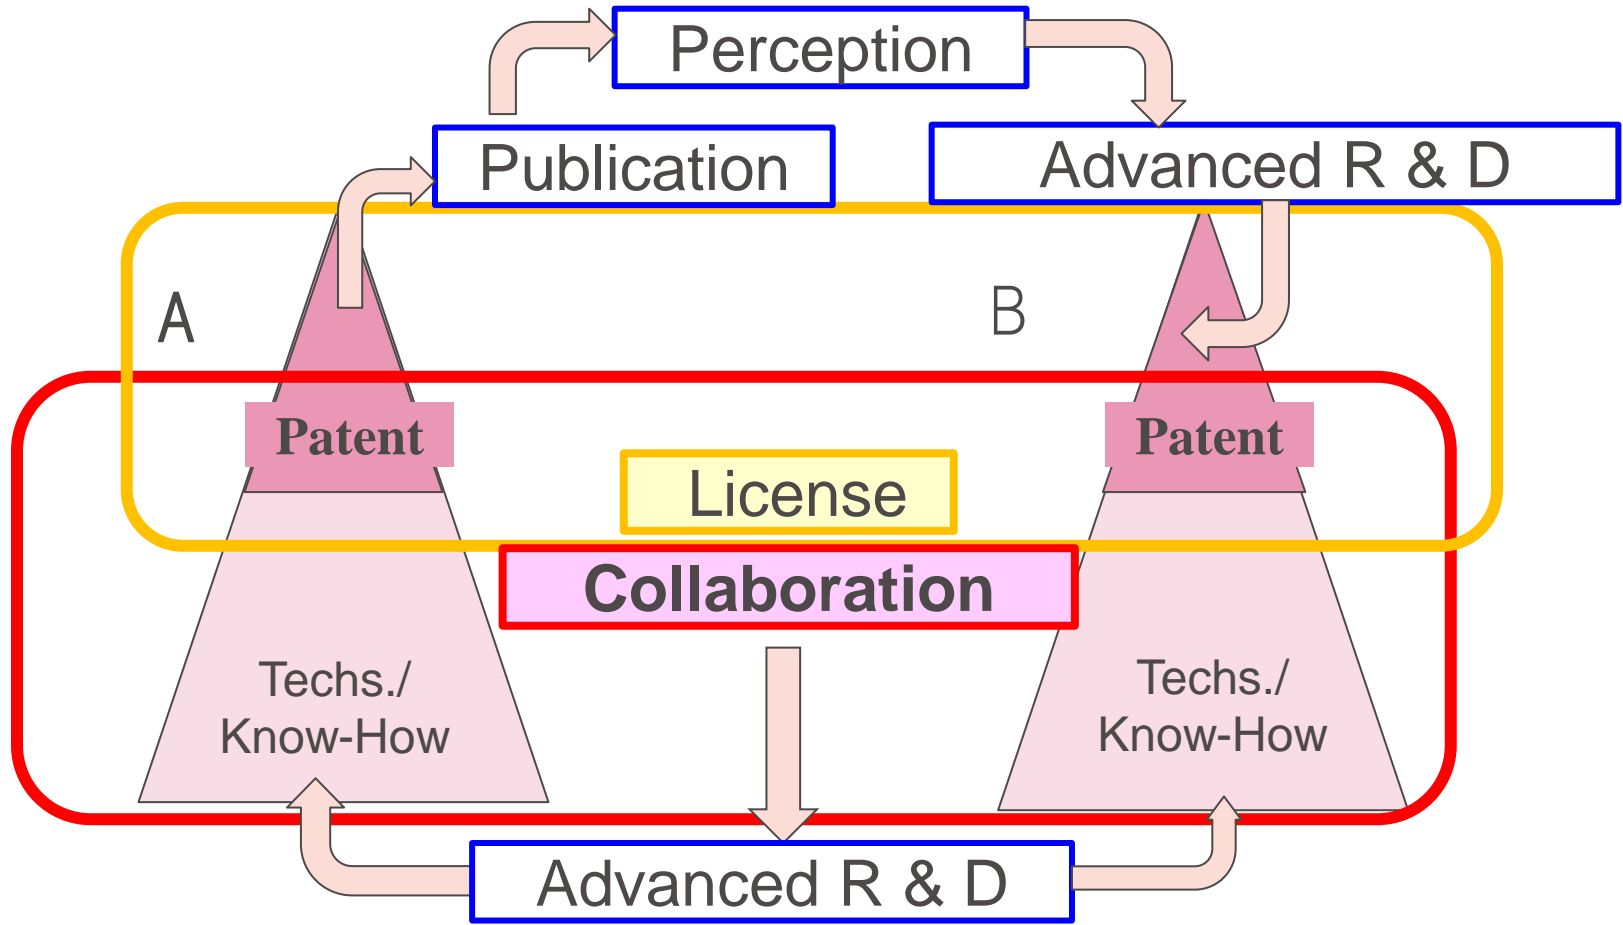 Perception
Publication
Advanced R & D
A
B
Patent
Patent
License
Collaboration
Techs./
Know-How
Techs./
Know-How
Advanced R & D